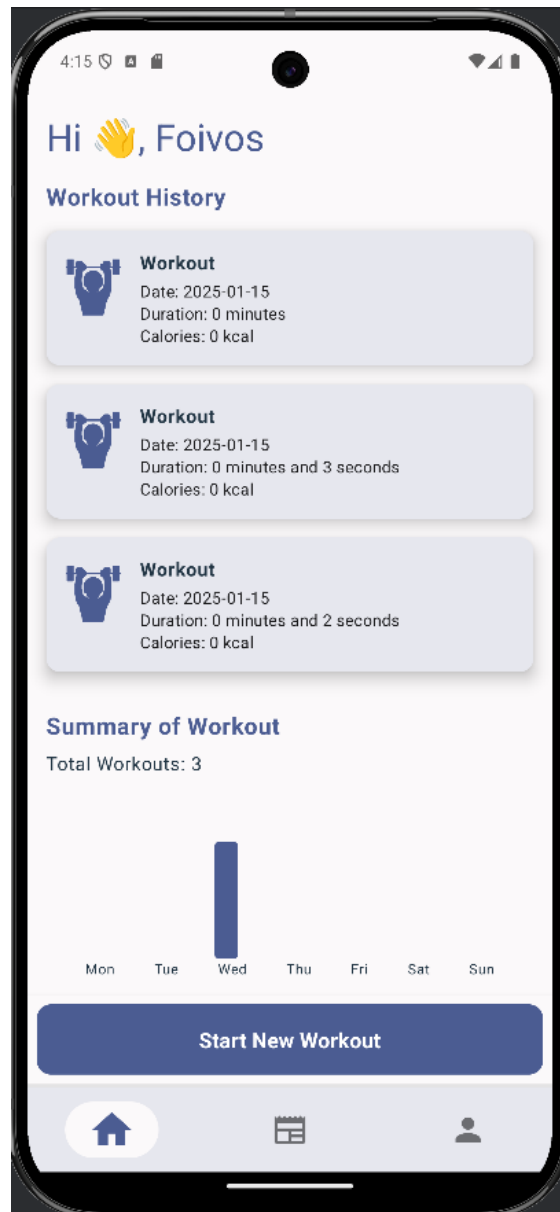 4:15
Hi 👋, Foivos
Workout History
Workout
Date: 2025-01-15
Duration: 0 minutes
Calories: 0 kcal
Workout
Date: 2025-01-15
Duration: 0 minutes and 3 seconds
Calories: 0 kcal
Workout
Date: 2025-01-15
Duration: 0 minutes and 2 seconds
Calories: 0 kcal
Summary of Workout
Total Workouts: 3
Mon Tue Wed Thu Fri Sat Sun
Start New Workout